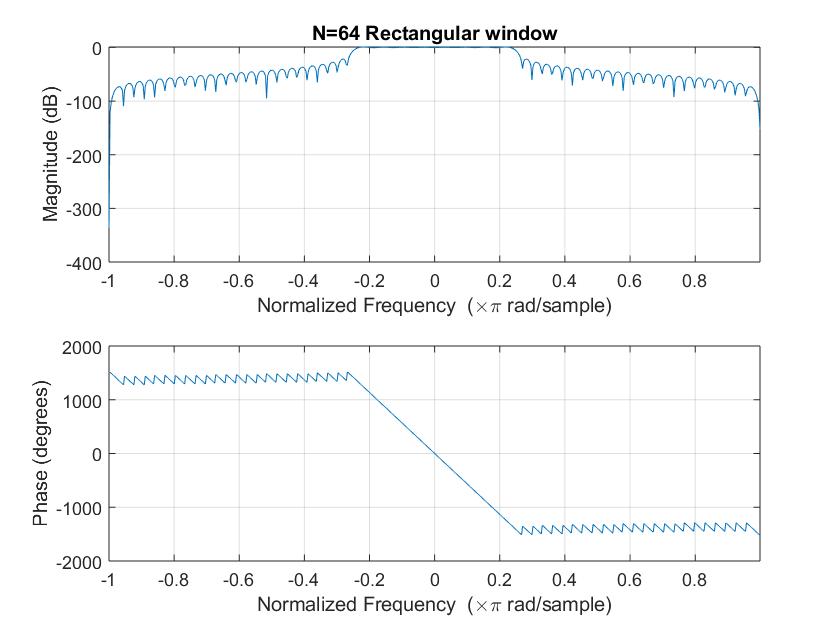 N=64 Rectangular window
0
-100
-200
-300
-400
Magnitude (dB)
-1 -0.8 -0.6 -0.4 -0.2 0 0.2 0.4 0.6 0.8
Normalized Frequency (×π rad/sample)
2000
1000
0
-1000
-2000
Phase (degrees)
-1 -0.8 -0.6 -0.4 -0.2 0 0.2 0.4 0.6 0.8
Normalized Frequency (×π rad/sample)